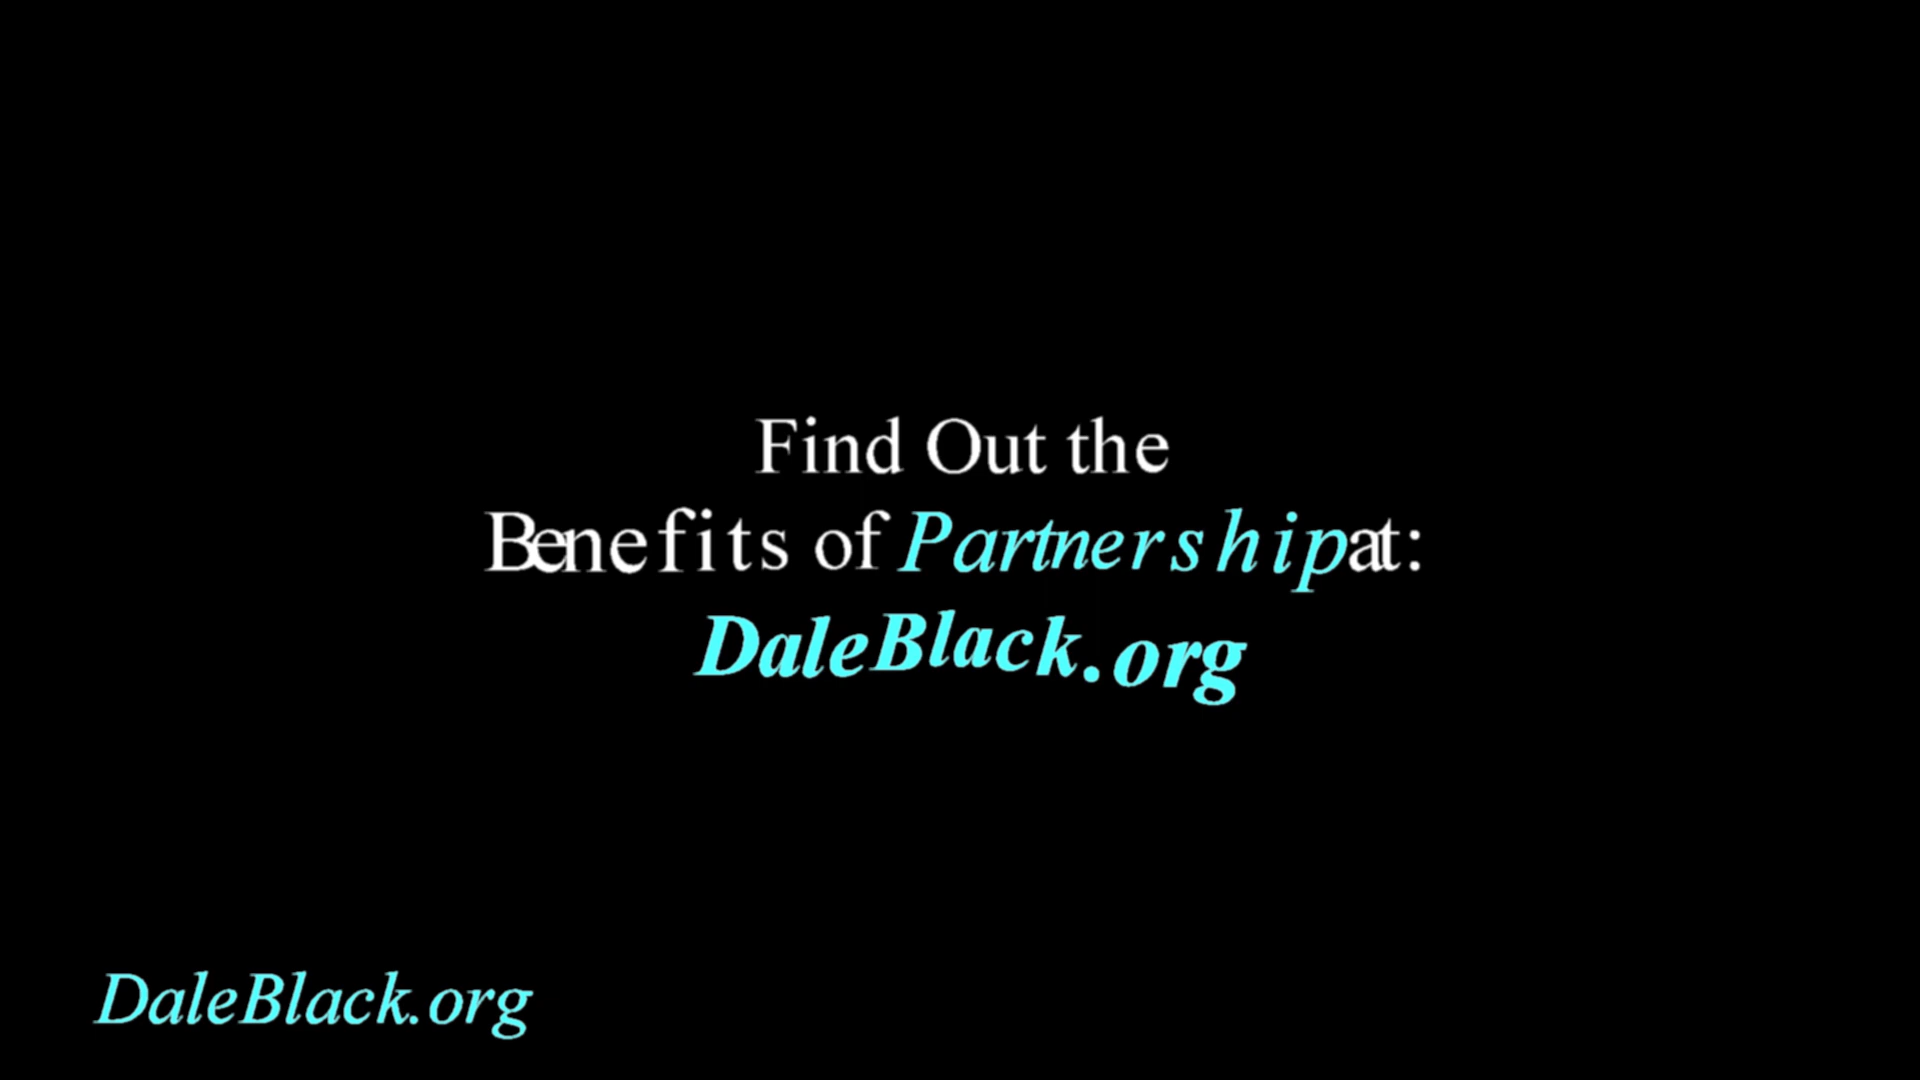 Find Out the
Benefits of Partnership at:
DaleBlack.org
DaleBlack.org